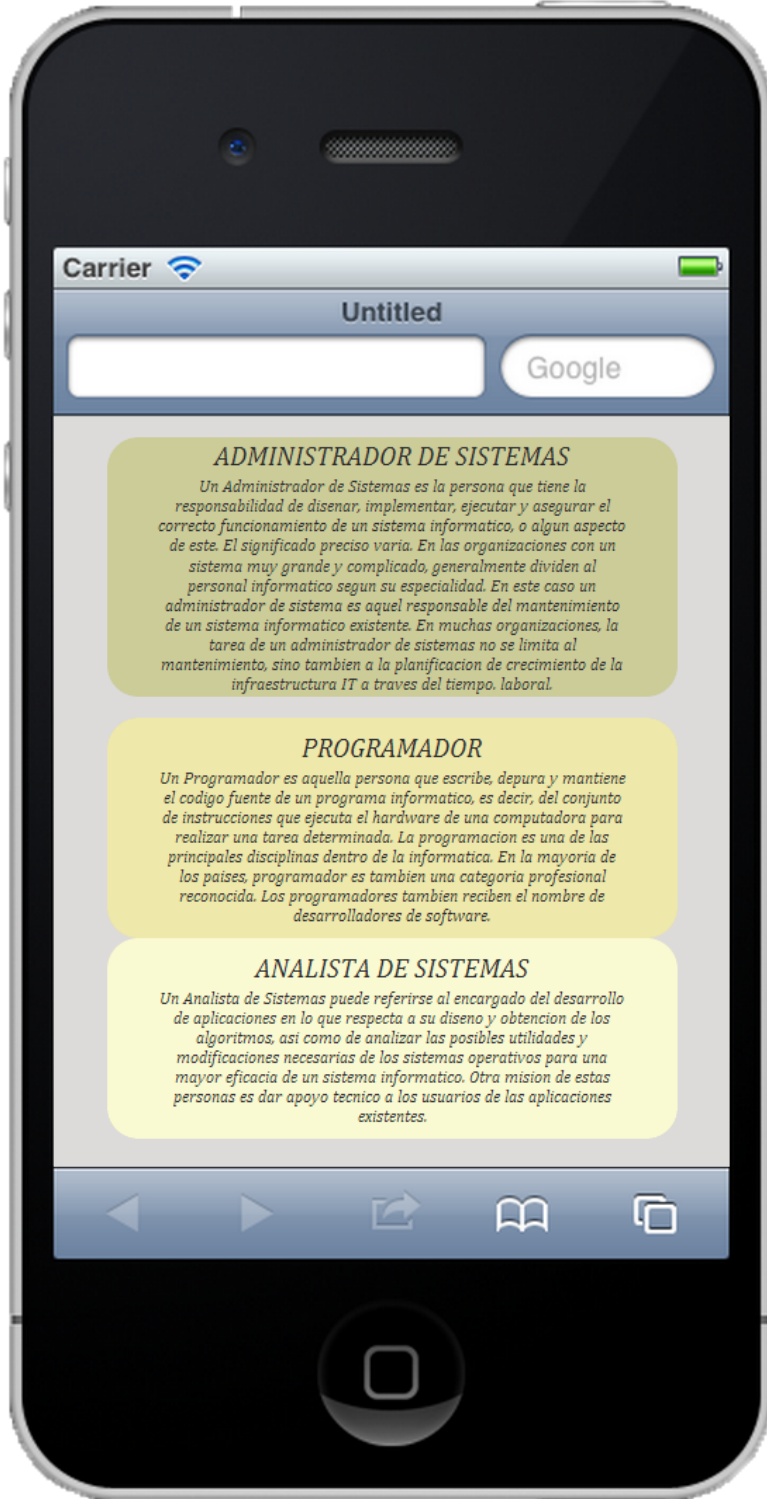 Carrier
Untitled
Google
ADMINISTRADOR DE SISTEMAS
Un Administrador de Sistemas es la persona que tiene la
responsabilidad de disenar, implementar, ejecutar y asegurar el
correcto funcionamiento de un sistema informatico, o algun aspecto
de este. El significado preciso varia. En las organizaciones con un
sistema muy grande y complicado, generalmente dividen al
personal informatico segun su especialidad. En este caso un
administrador de sistema es aquel responsable del mantenimiento
de un sistema informatico existente. En muchas organizaciones, la
tarea de un administrador de sistemas no se limita al
mantenimiento, sino tambien a la planificacion de crecimiento de la
infraestructura IT a traves del tiempo. laboral.
PROGRAMADOR
Un Programador es aquella persona que escribe, depura y mantiene
el codigo fuente de un programa informatico, es decir, del conjunto
de instrucciones que ejecuta el hardware de una computadora para
realizar una tarea determinada. La programacion es una de las
principales disciplinas dentro de la informatica. En la mayoria de
los paises, programador es tambien una categoria profesional
reconocida. Los programadores tambien reciben el nombre de
desarrolladores de software.
ANALISTA DE SISTEMAS
Un Analista de Sistemas puede referirse al encargado del desarrollo
de aplicaciones en lo que respecta a su diseno y obtencion de los
algoritmos, asi como de analizar las posibles utilidades y
modificaciones necesarias de los sistemas operativos para una
mayor eficacia de un sistema informatico. Otra mision de estas
personas es dar apoyo tecnico a los usuarios de las aplicaciones
existentes.